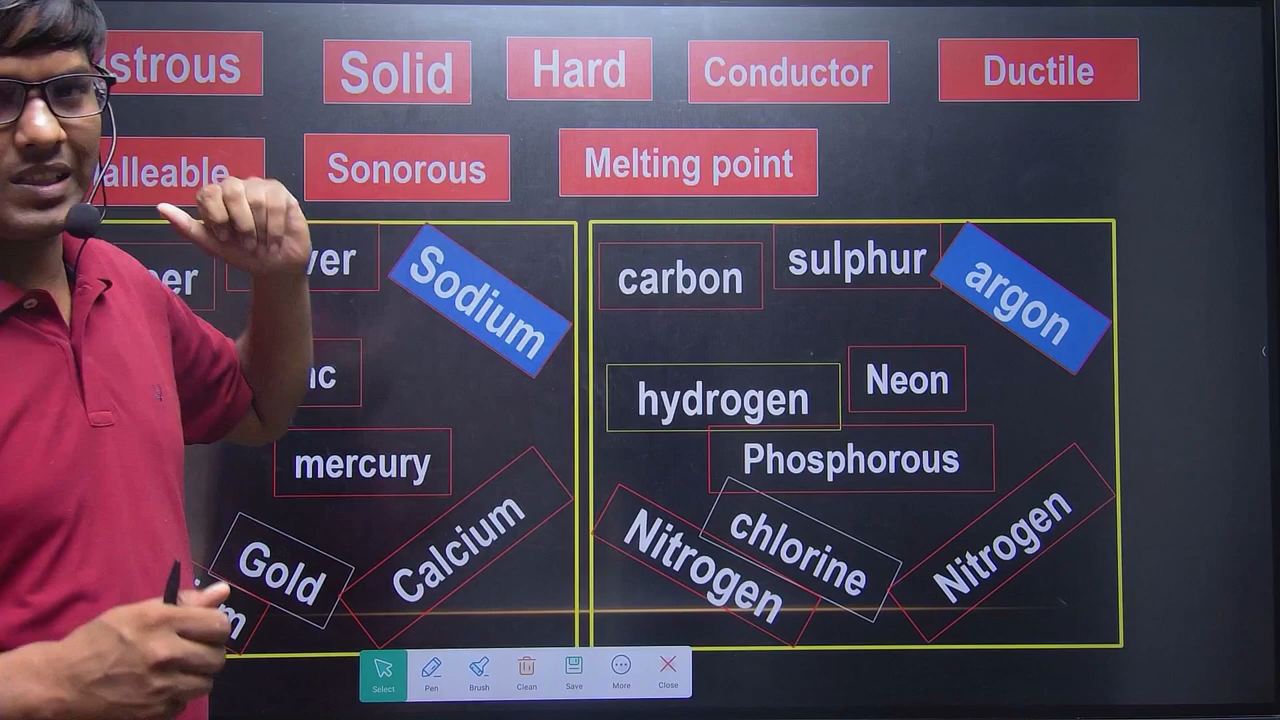 Solid
Hard
Conductor
Ductile
Sonorous
Melting point
Sodium
mercury
Gold
Calcium
carbon
sulphur
argon
hydrogen
Neon
Phosphorous
Nitrogen
chlorine
Nitrogen
Select
Pen
Brush
Clean
Save
More
Close